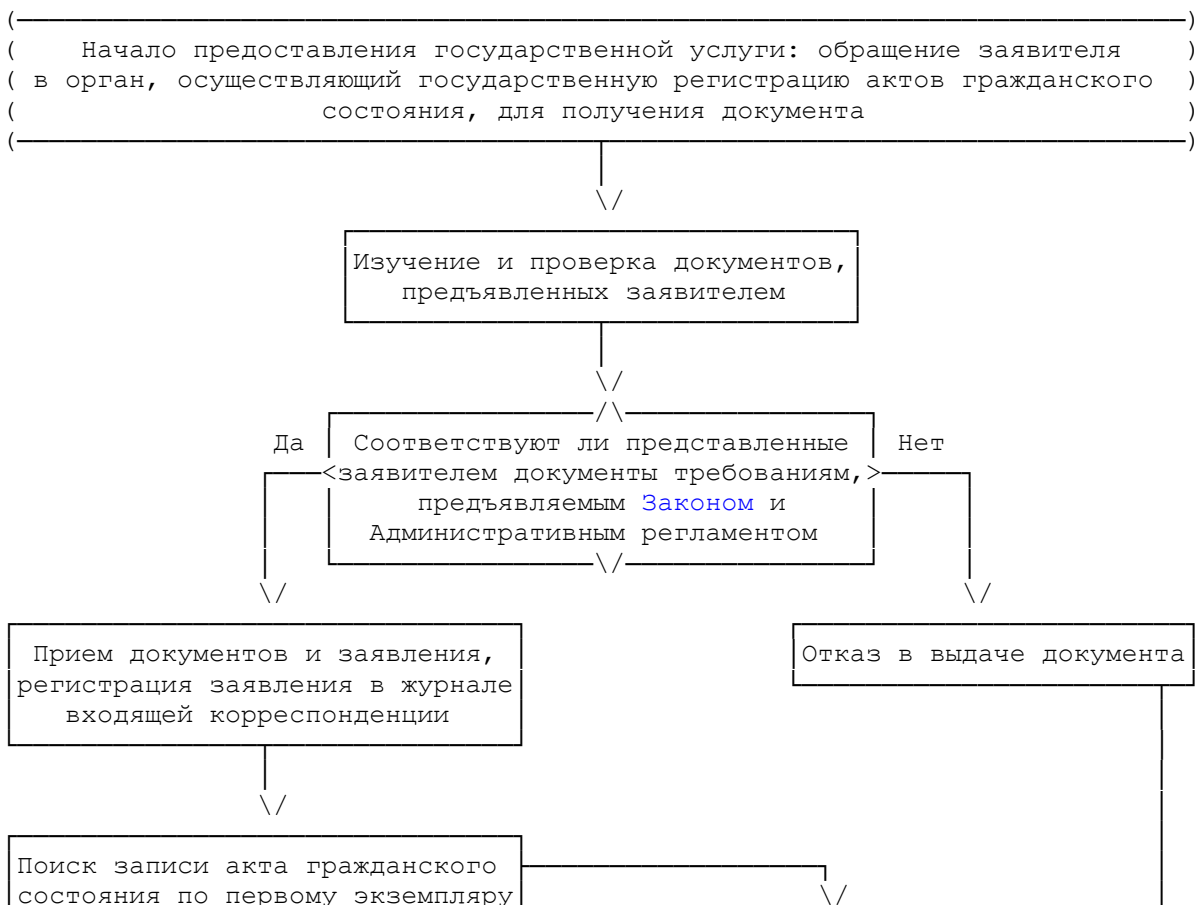 Начало предоставления государственной услуги: обращение заявителя
в орган, осуществляющий государственную регистрацию актов гражданского
состояния, для получения документа
Изучение и проверка документов,
предъявленных заявителем
Да
Соответствуют ли представленные
Нет
заявителем документы требованиям,
предъявляемым Законом и
Административным регламентом
Прием документов и заявления,
регистрация заявления в журнале
входящей корреспонденции
Отказ в выдаче документа
Поиск записи акта гражданского
состояния по первому экземпляру